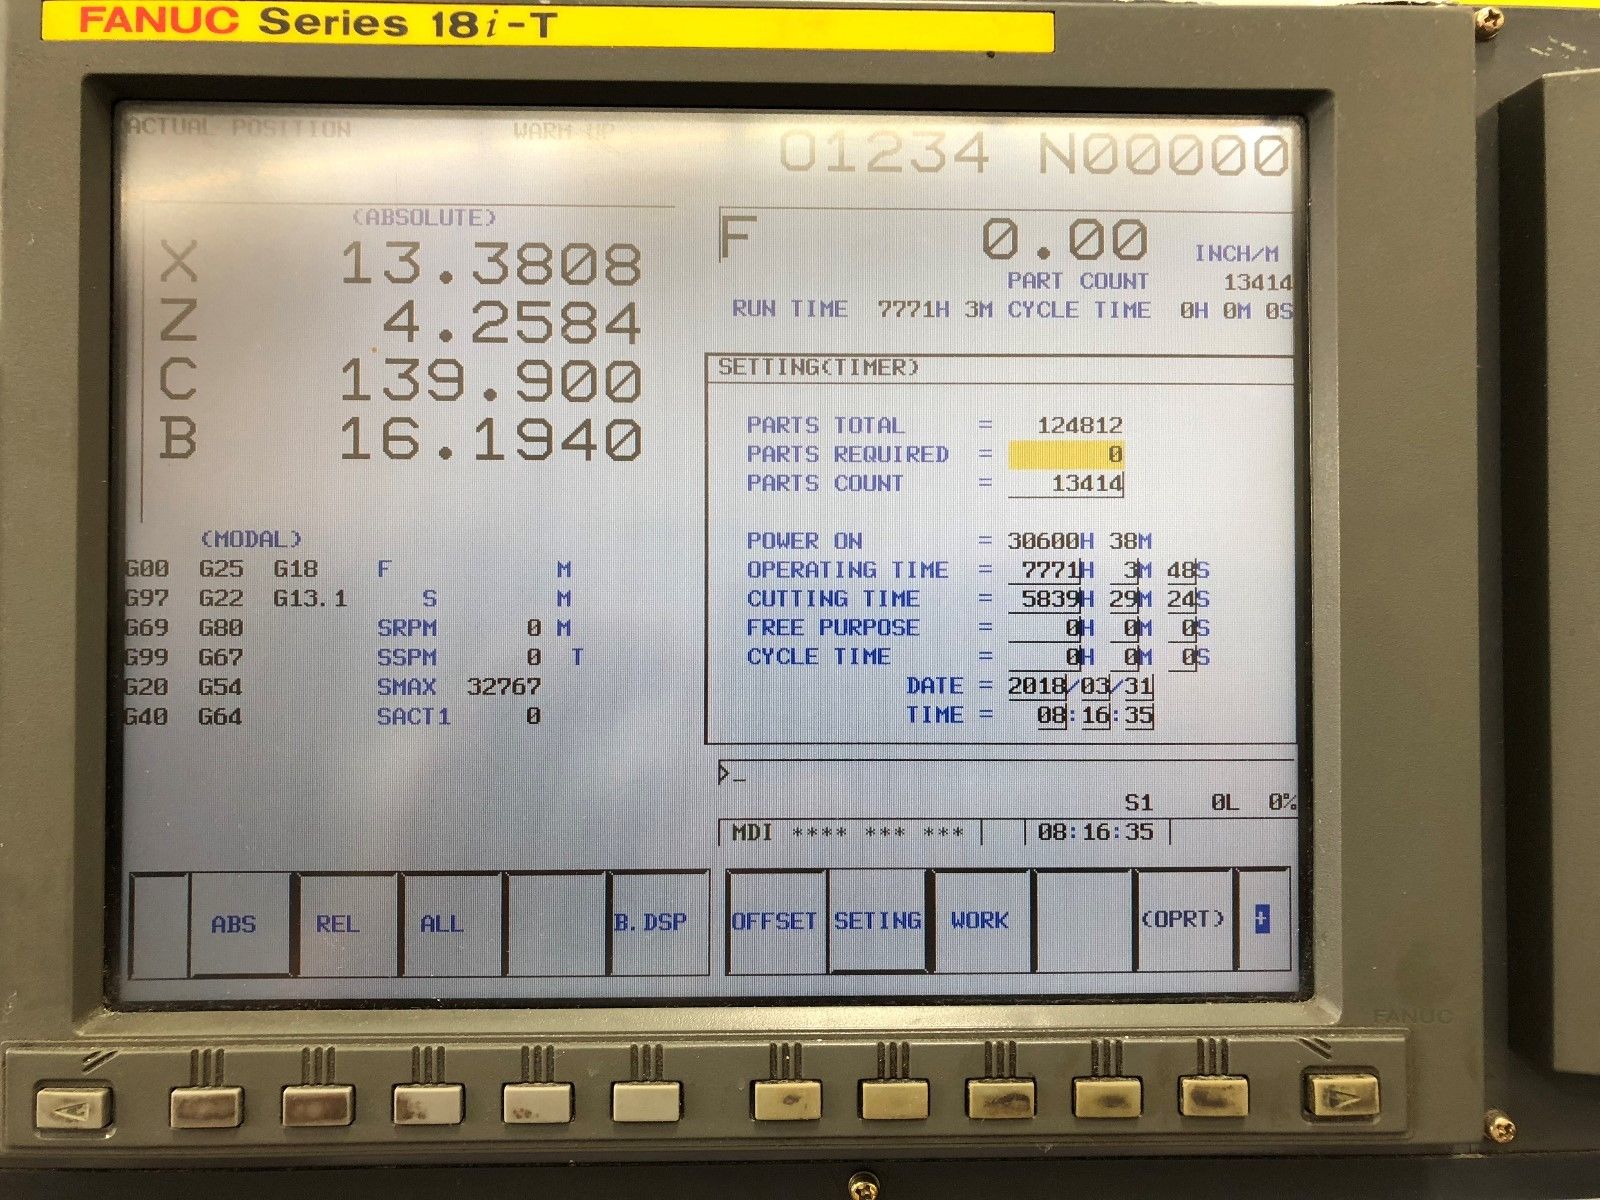 FANUC Series 18i-T
ACTUAL POSITION WARM UP O1234 N00000
(ABSOLUTE)
X 13.3808
Z 4.2584
C 139.900
B 16.1940
F 0.00 INCH/M
PART COUNT 13414
RUN TIME 7771H 3M CYCLE TIME 0H 0M 0S
SETTING(TIMER)
PARTS TOTAL = 124812
PARTS REQUIRED = 0
PARTS COUNT = 13414
POWER ON = 30600H 38M
OPERATING TIME = 7771H 3M 48S
CUTTING TIME = 5839H 29M 24S
FREE PURPOSE = 0H 0M 0S
CYCLE TIME = 0H 0M 0S
DATE = 2018/03/31
TIME = 08:16:35
(MODAL)
G00 G25 G18 F M
G97 G22 G13.1 S M
G69 G80 SRPM 0 M
G99 G67 SSPM 0 T
G20 G54 SMAX 32767
G40 G64 SACT1 0
>_
S1 0L 0%
MDI **** *** *** 08:16:35
ABS REL ALL B.DSP OFFSET SETING WORK (OPRT) +
FANUC